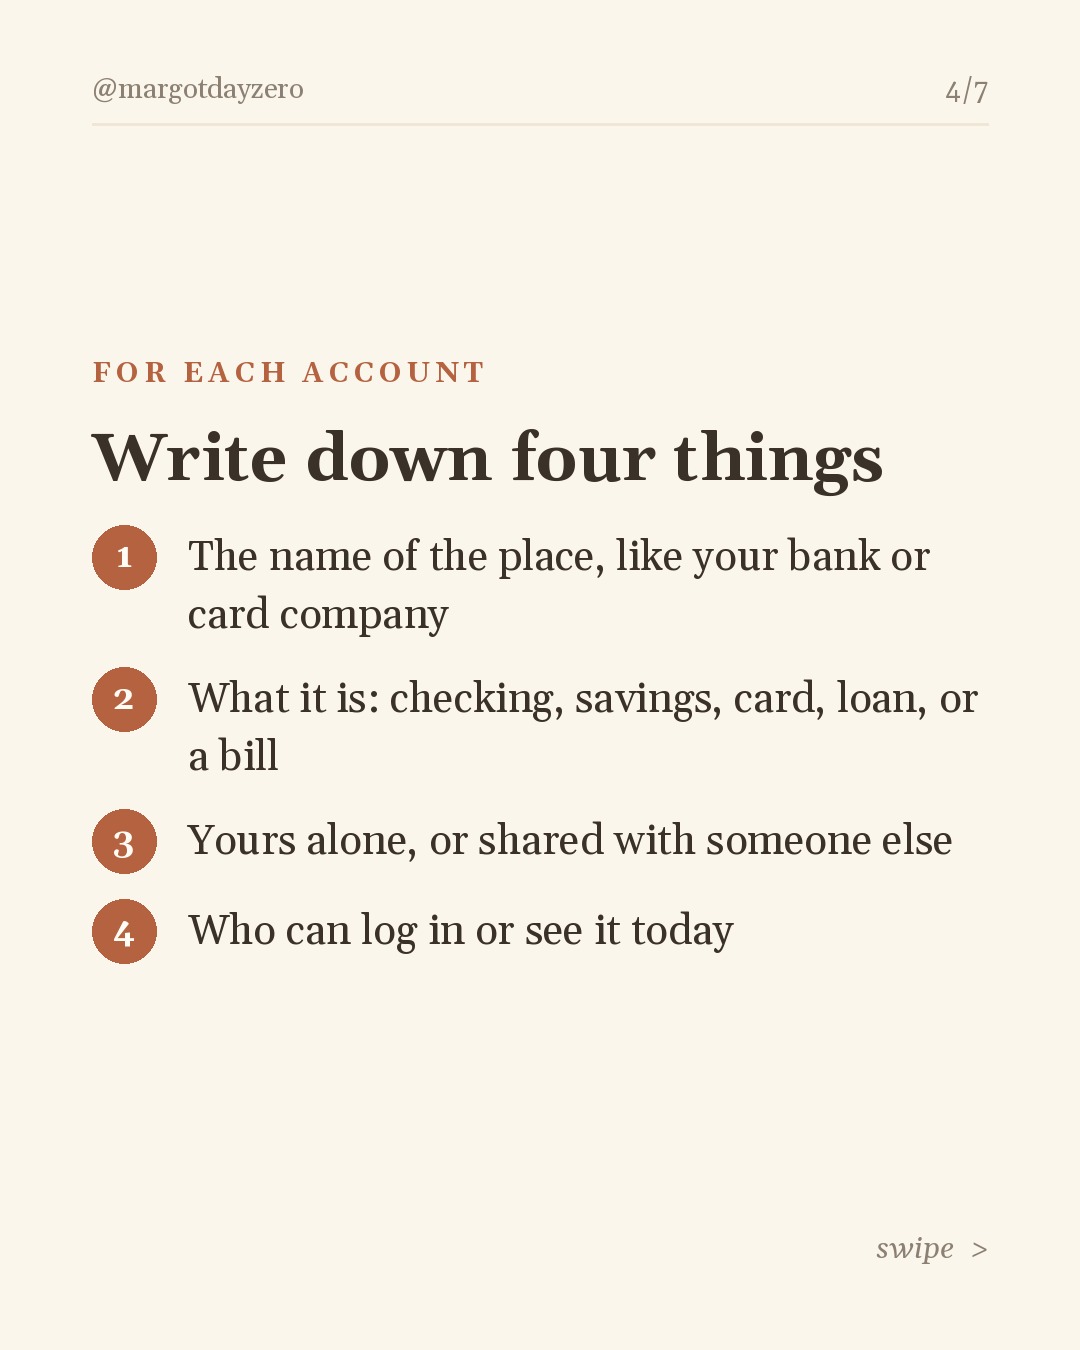 @margotdayzero
4/7
FOR EACH ACCOUNT
Write down four things
1 The name of the place, like your bank or
card company
2 What it is: checking, savings, card, loan, or
a bill
3 Yours alone, or shared with someone else
4 Who can log in or see it today
swipe >